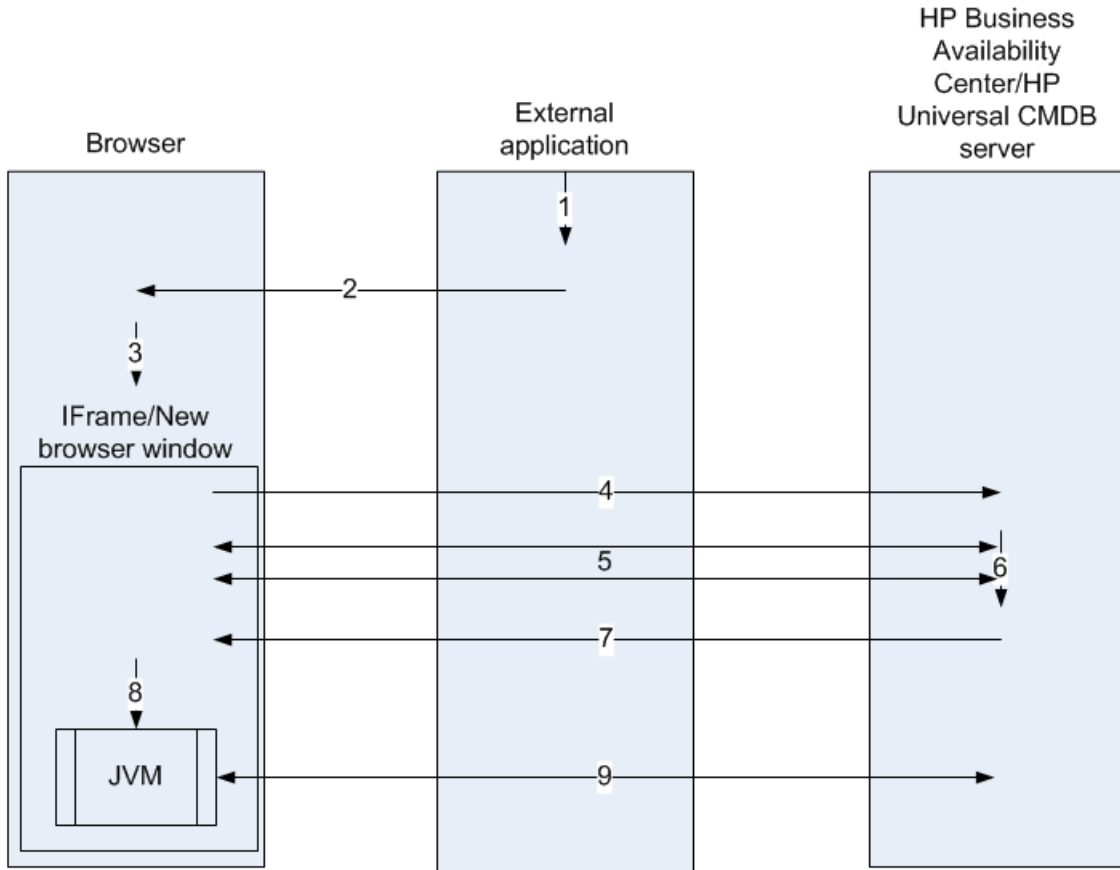 HP Business
Availability
Center/HP
Universal CMDB
server
External
application
Browser
1
2
3
IFrame/New
browser window
4
5
6
7
8
JVM
9